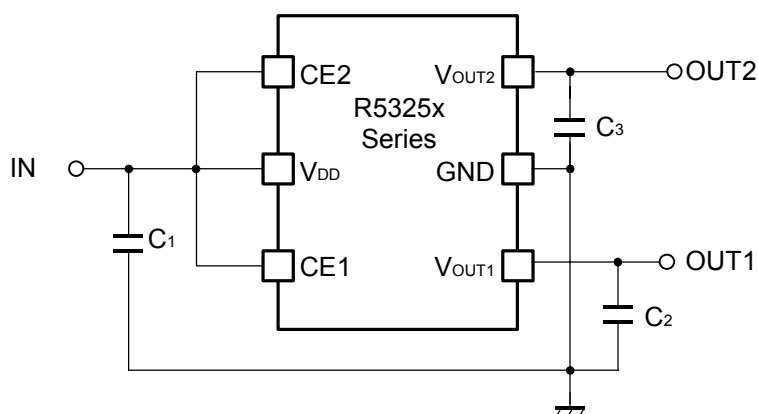 CE2
VOUT2
OUT2
R5325x
Series
C3
IN
VDD
GND
C1
CE1
VOUT1
OUT1
C2